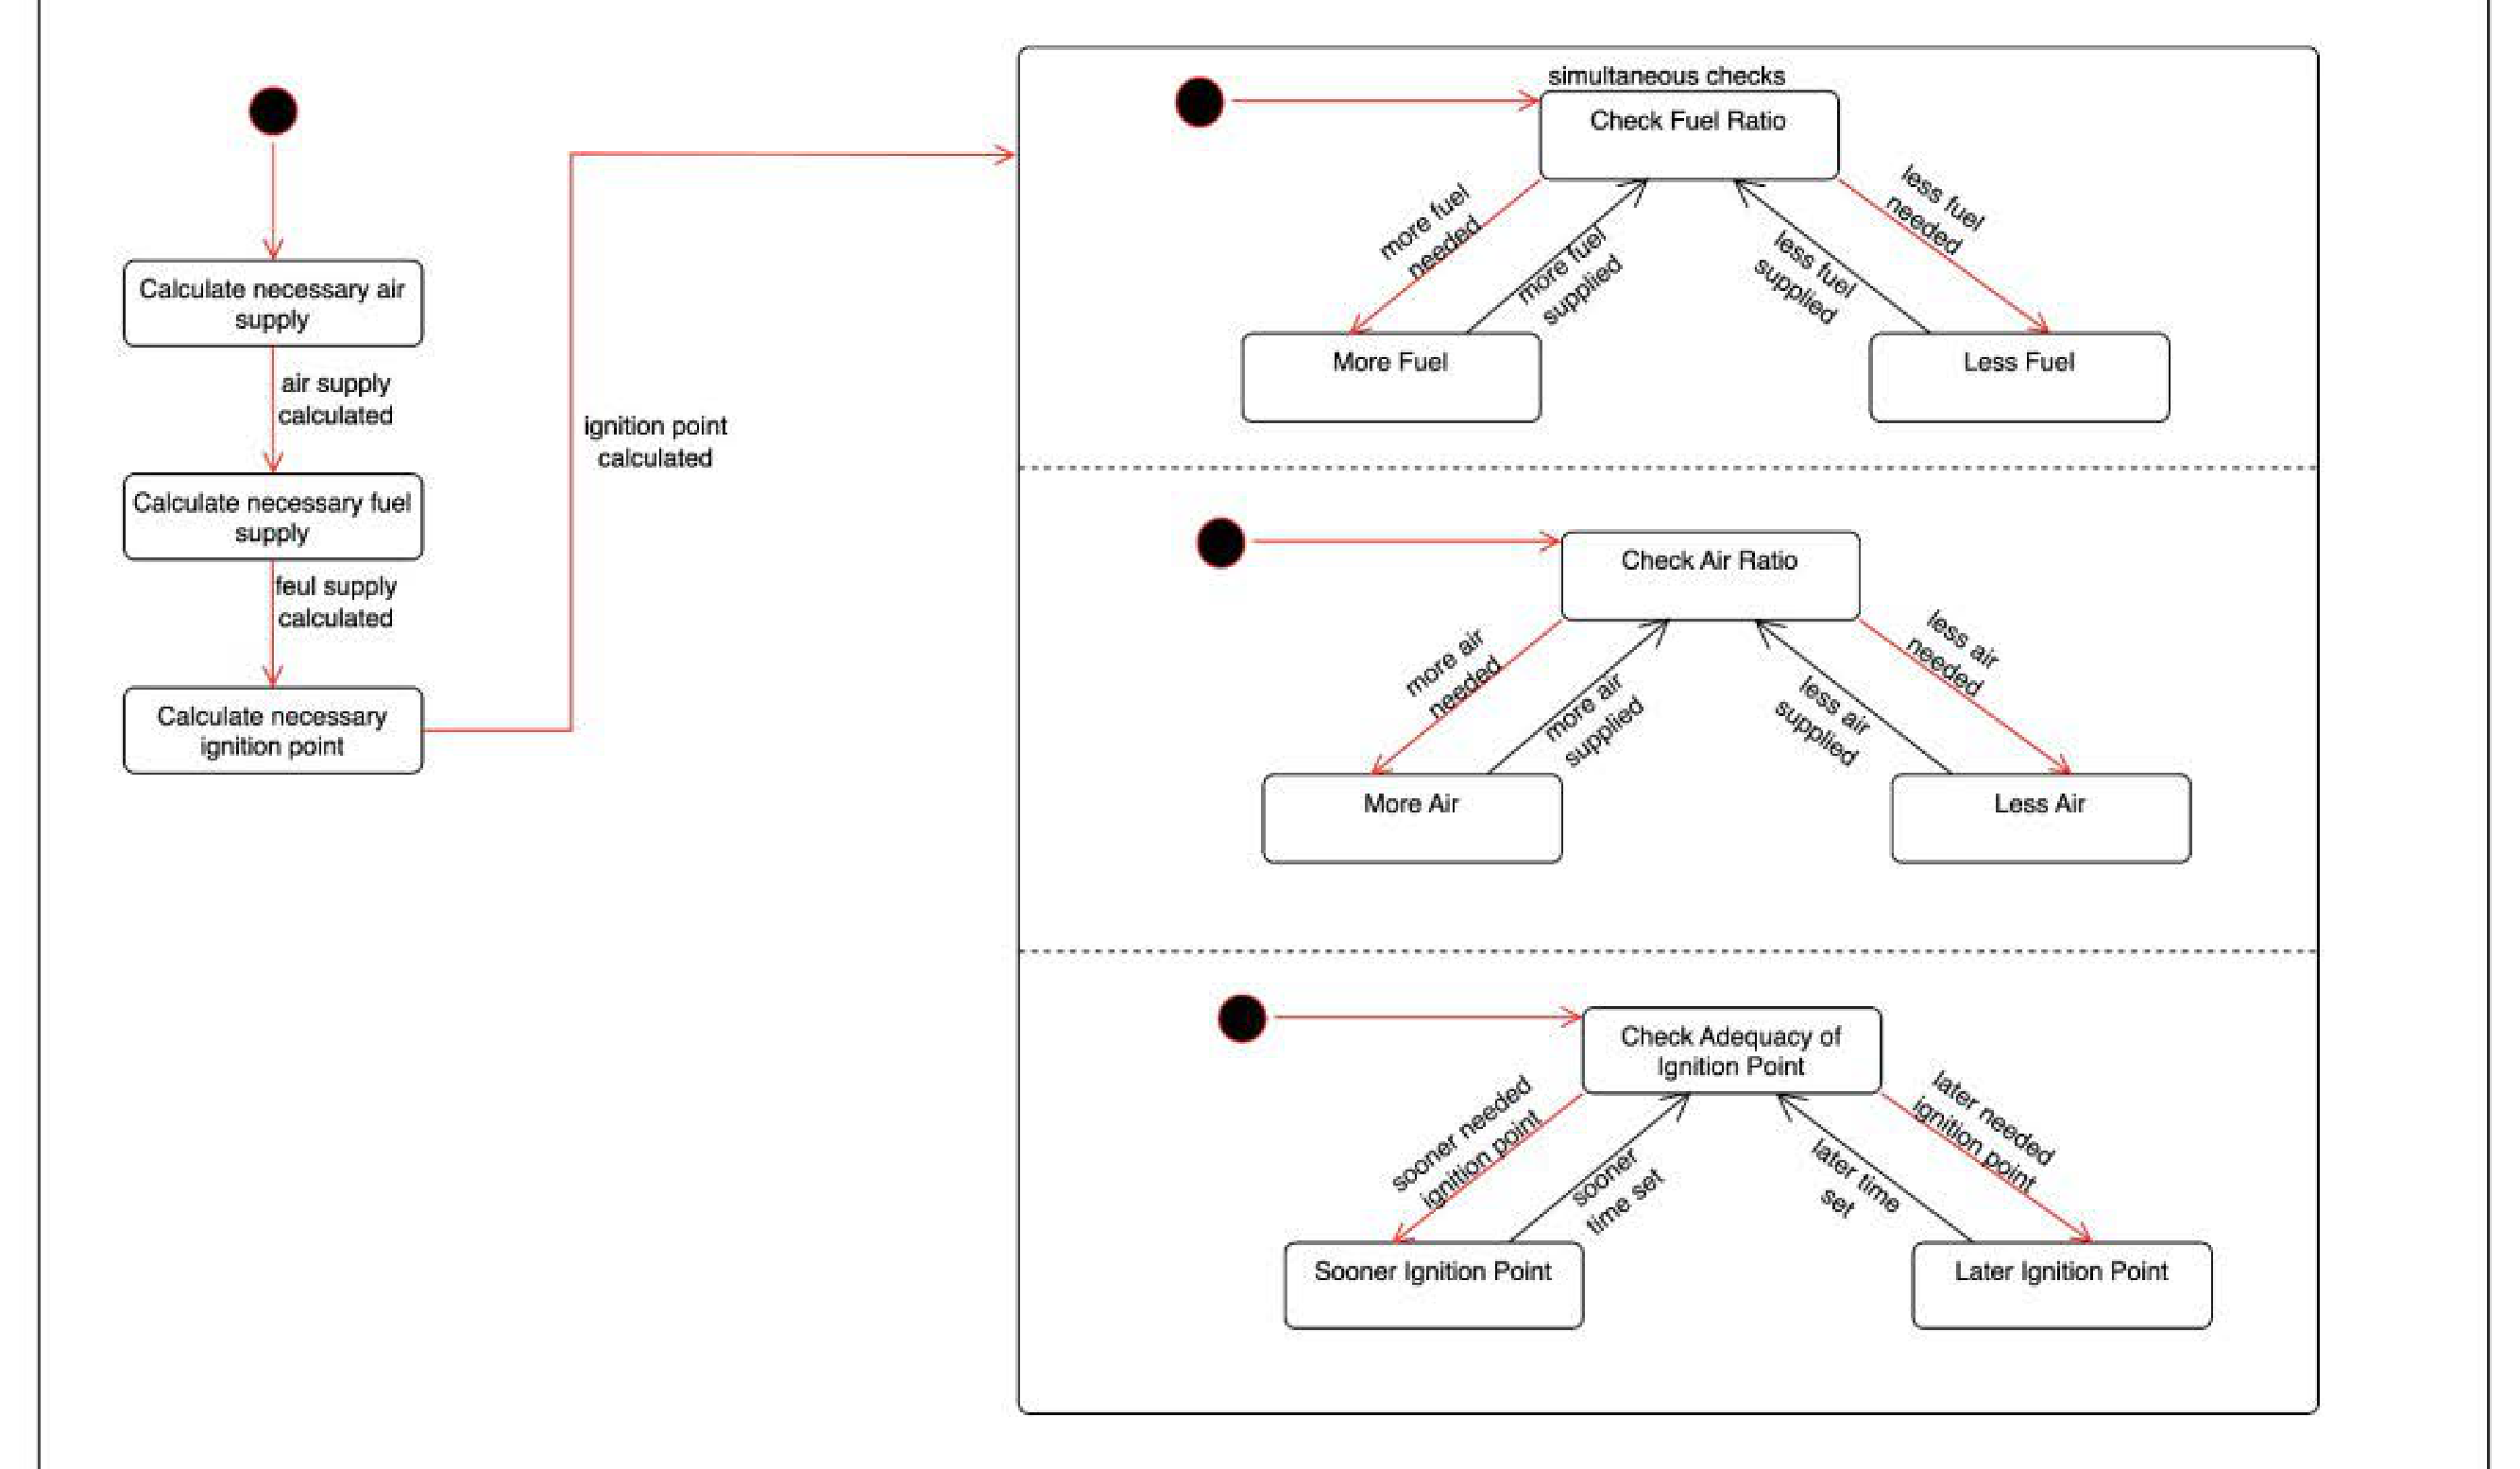 Calculate necessary air
supply
air supply
calculated
Calculate necessary fuel
supply
feul supply
calculated
Calculate necessary
ignition point
ignition point
calculated
simultaneous checks
Check Fuel Ratio
more fuel
needed
more fuel
supplied
less fuel
supplied
less fuel
needed
More Fuel
Less Fuel
Check Air Ratio
more air
needed
more air
supplied
less air
supplied
less air
needed
More Air
Less Air
Check Adequacy of
Ignition Point
sooner needed
ignition point
sooner
time set
later time
set
later needed
ignition point
Sooner Ignition Point
Later Ignition Point